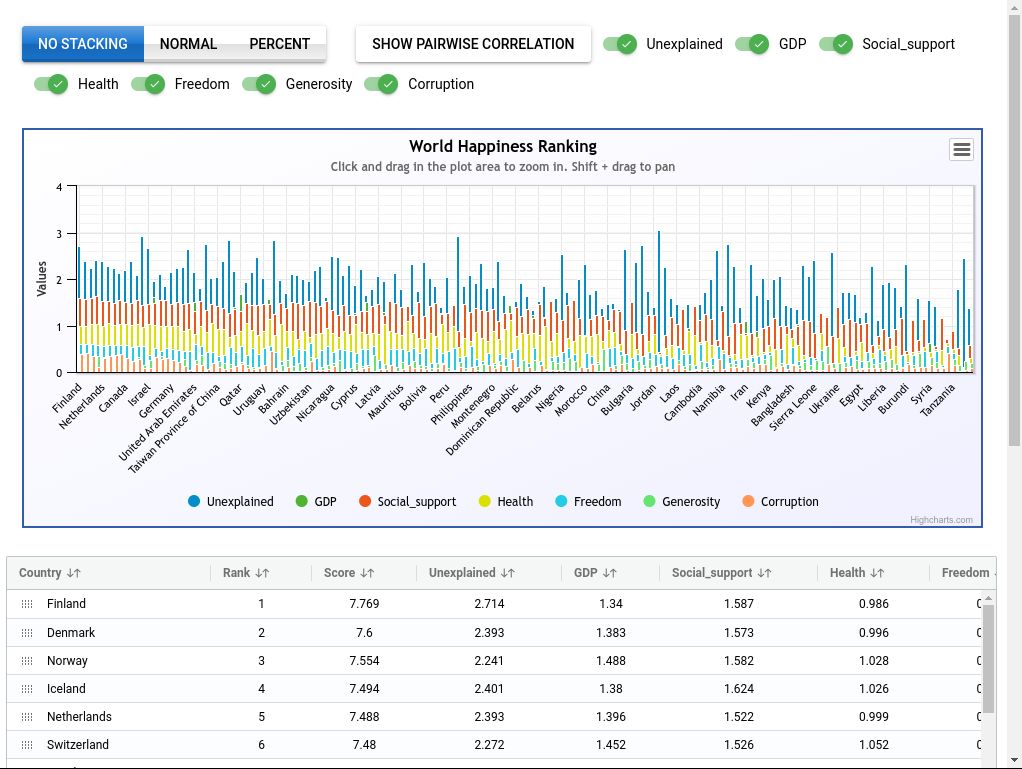 NO STACKING NORMAL PERCENT SHOW PAIRWISE CORRELATION Unexplained GDP Social_support
Health Freedom Generosity Corruption
World Happiness Ranking
Click and drag in the plot area to zoom in. Shift + drag to pan
Values
4
3
2
1
0
Finland
Netherlands
Canada
Israel
Germany
United Arab Emirates
Taiwan Province of China
Qatar
Uruguay
Bahrain
Uzbekistan
Nicaragua
Cyprus
Latvia
Mauritius
Bolivia
Peru
Philippines
Montenegro
Dominican Republic
Belarus
Nigeria
Morocco
China
Bulgaria
Jordan
Laos
Cambodia
Namibia
Iran
Kenya
Bangladesh
Sierra Leone
Ukraine
Egypt
Liberia
Burundi
Syria
Tanzania
Unexplained GDP Social_support Health Freedom Generosity Corruption
Highcharts.com
Country Rank Score Unexplained GDP Social_support Health Freedom
Finland 1 7.769 2.714 1.34 1.587 0.986
Denmark 2 7.6 2.393 1.383 1.573 0.996
Norway 3 7.554 2.241 1.488 1.582 1.028
Iceland 4 7.494 2.401 1.38 1.624 1.026
Netherlands 5 7.488 2.393 1.396 1.522 0.999
Switzerland 6 7.48 2.272 1.452 1.526 1.052